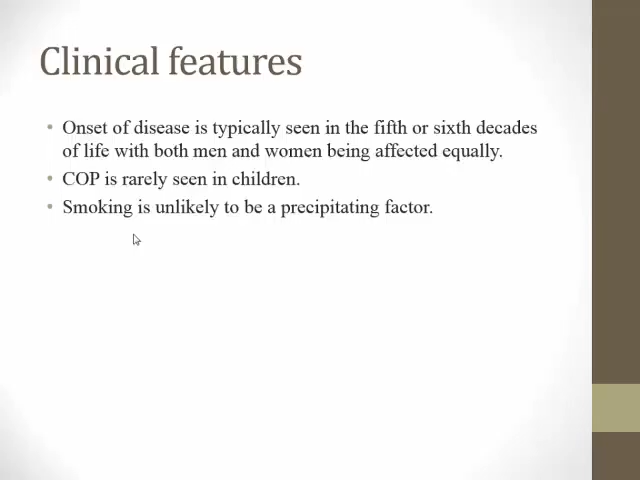 Clinical features
• Onset of disease is typically seen in the fifth or sixth decades
of life with both men and women being affected equally.
• COP is rarely seen in children.
• Smoking is unlikely to be a precipitating factor.